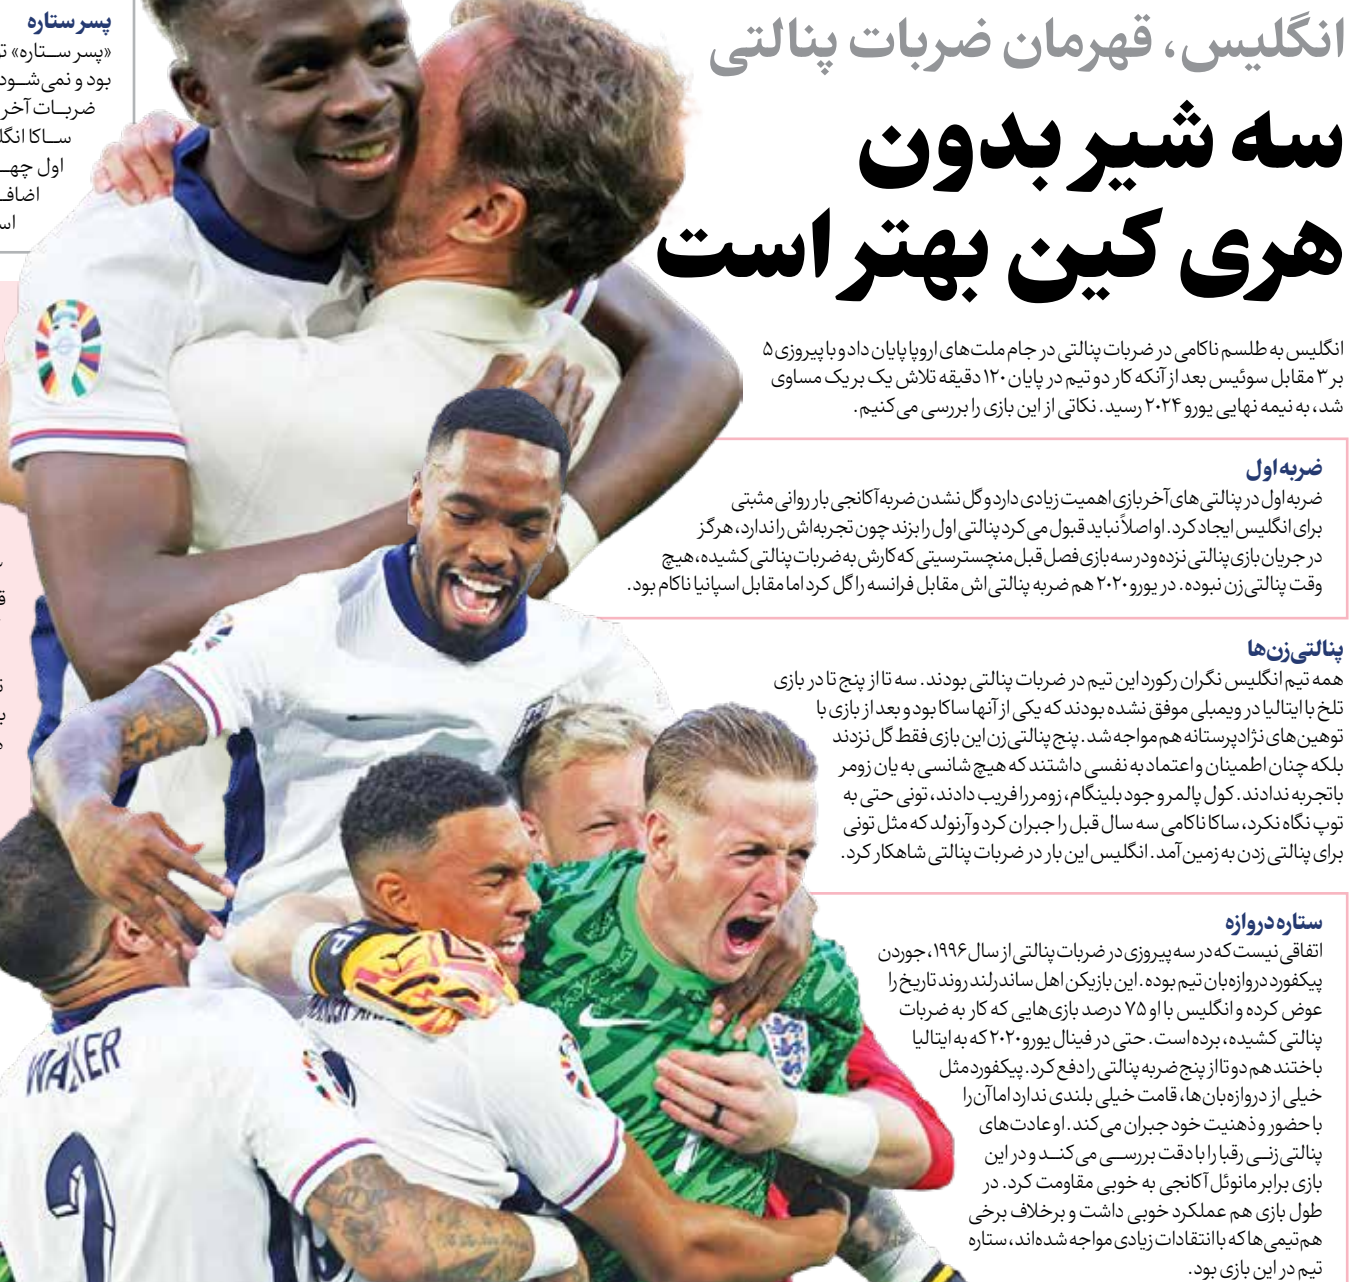 انگلیس، قهرمان ضربات پنالتی
سه شیر بدون
هری کین بهتر است
انگلیس به طلسم ناکامی در ضربات پنالتی در جام ملت‌های اروپا پایان داد و با پیروزی ۵
بر ۳ مقابل سوئیس بعد از آنکه کار دو تیم در پایان ۱۲۰ دقیقه تلاش یک بر یک مساوی
شد، به نیمه نهایی یورو ۲۰۲۴ رسید. نکاتی از این بازی را بررسی می‌کنیم.
ضربه اول
ضربه اول در پنالتی های آخر بازی اهمیت زیادی دارد و گل نشدن ضربه آکانجی بار روانی مثبتی
برای انگلیس ایجاد کرد. او اصلاً نباید قبول می کرد پنالتی اول را بزند چون تجربه‌اش را ندارد، هرگز
در جریان بازی پنالتی نزده و در سه بازی فصل قبل منچسترسیتی که کارش به ضربات پنالتی کشیده، هیچ
وقت پنالتی زن نبوده. در یورو ۲۰۲۰ هم ضربه پنالتی اش مقابل فرانسه را گل کرد اما مقابل اسپانیا ناکام بود.
پنالتی‌زن‌ها
همه تیم انگلیس نگران رکورد این تیم در ضربات پنالتی بودند. سه تا از پنج تا در بازی
تلخ با ایتالیا در ویمبلی موفق نشده بودند که یکی از آنها ساکا بود و بعد از بازی با
توهین‌های نژادپرستانه هم مواجه شد. پنج پنالتی زن این بازی فقط گل نزدند
بلکه چنان اطمینان و اعتماد به نفسی داشتند که هیچ شانسی به یان زومر
باتجربه ندادند. کول پالمر و جود بلینگام، زومر را فریب دادند، تونی حتی به
توپ نگاه نکرد، ساکا ناکامی سه سال قبل را جبران کرد و آرنولد که مثل تونی
برای پنالتی زدن به زمین آمد. انگلیس این بار در ضربات پنالتی شاهکار کرد.
ستاره دروازه
اتفاقی نیست که در سه پیروزی در ضربات پنالتی از سال ۱۹۹۶، جوردن
پیکفورد دروازه‌بان تیم بوده. این بازیکن اهل ساندرلند روند تاریخ را
عوض کرده و انگلیس با او ۷۵ درصد بازی‌هایی که کار به ضربات
پنالتی کشیده، برده است. حتی در فینال یورو ۲۰۲۰ که به ایتالیا
باختند هم دو تا از پنج ضربه پنالتی را دفع کرد. پیکفورد مثل
خیلی از دروازه‌بان‌ها، قامت خیلی بلندی ندارد اما آن را
با حضور و ذهنیت خود جبران می‌کند. او عادت‌های
پنالتی‌زنـی رقبا را با دقت بررسـی می‌کنـد و در این
بازی برابر مانوئل آکانجی به خوبی مقاومت کرد. در
طول بازی هم عملکرد خوبی داشت و برخلاف برخی
هم‌تیمی‌ها که با انتقادات زیادی مواجه شده‌اند، ستاره
تیم در این بازی بود.
پسر ستاره
«پسر سـتاره»
بود و نمی‌شـود
ضربـات آخر
سـاکا
اول
WALKER
2